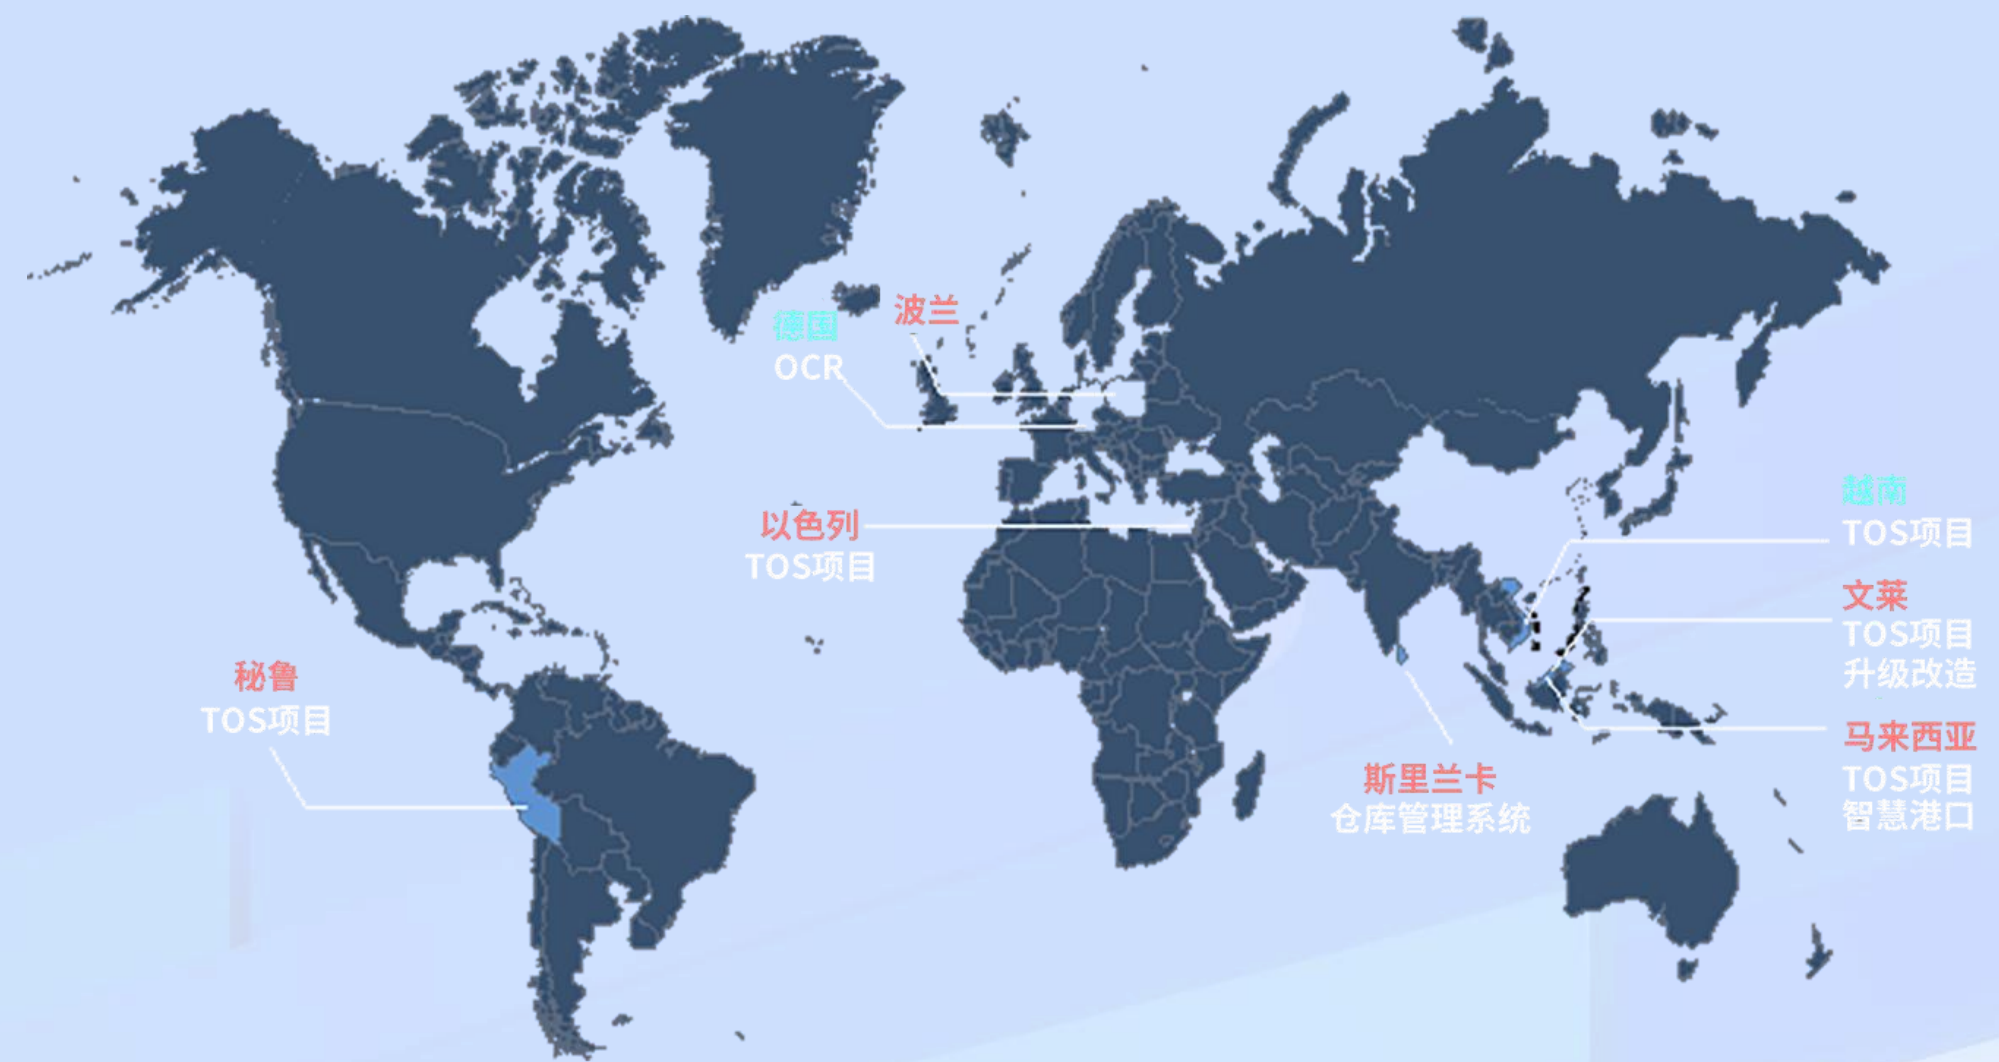 波兰
德国
OCR
以色列
TOS项目
秘鲁
TOS项目
越南
TOS项目
文莱
TOS项目
升级改造
马来西亚
TOS项目
智慧港口
斯里兰卡
仓库管理系统